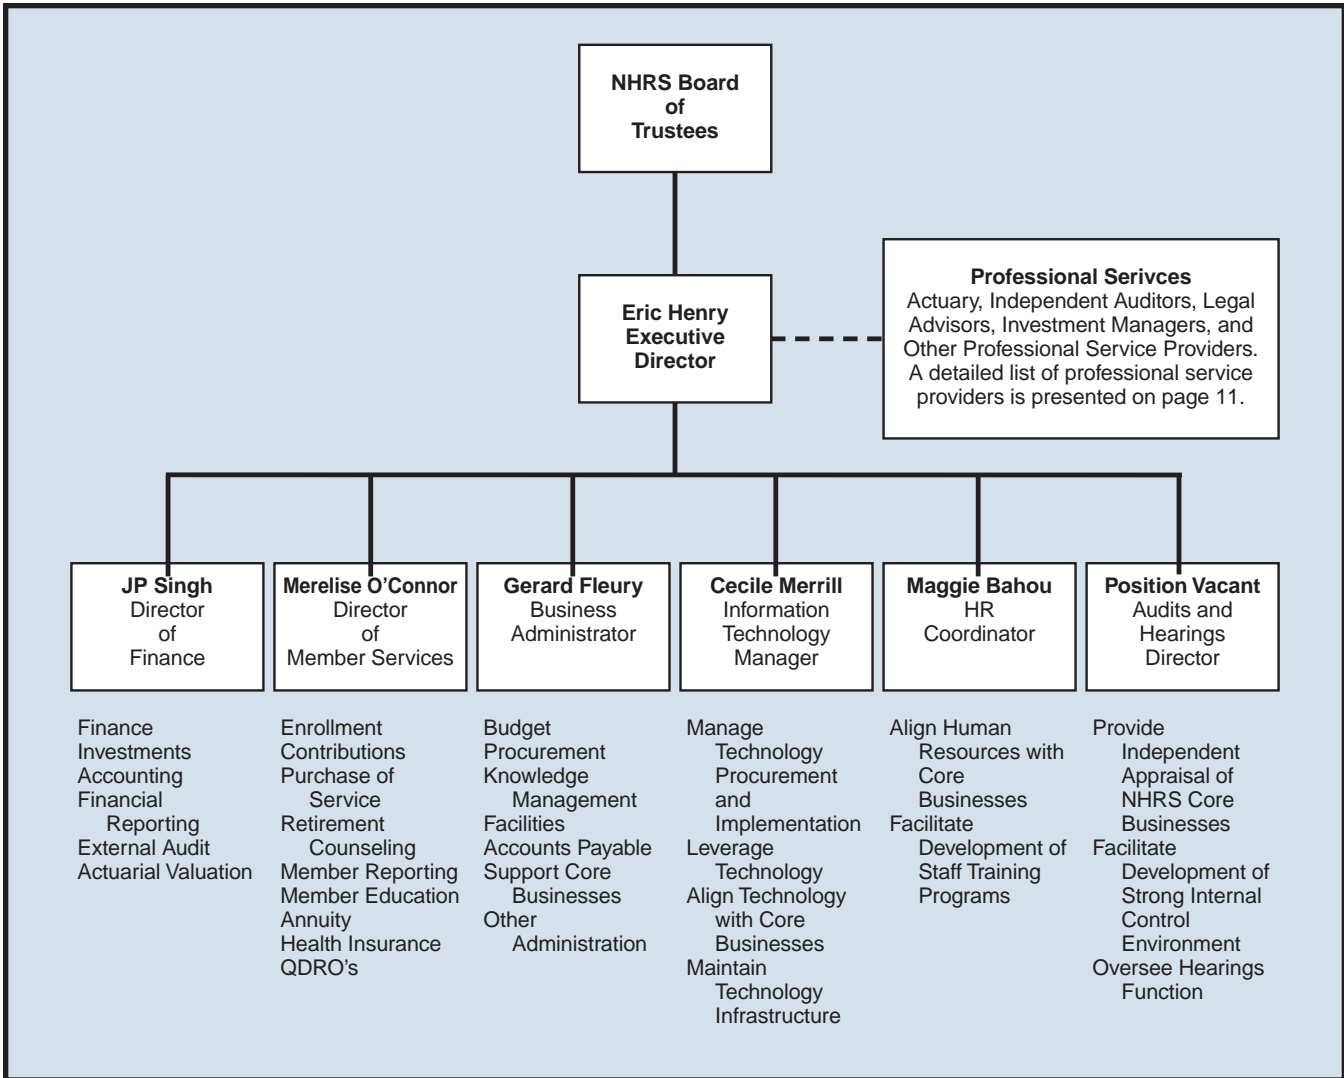 NHRS Board
of
Trustees
Eric Henry
Executive
Director
Professional Serivces
Actuary, Independent Auditors, Legal
Advisors, Investment Managers, and
Other Professional Service Providers.
A detailed list of professional service
providers is presented on page 11.
JP Singh
Director
of
Finance
Finance
Investments
Accounting
Financial
Reporting
External Audit
Actuarial Valuation
Merelise O’Connor
Director
of
Member Services
Enrollment
Contributions
Purchase of
Service
Retirement
Counseling
Member Reporting
Member Education
Annuity
Health Insurance
QDRO’s
Gerard Fleury
Business
Administrator
Budget
Procurement
Knowledge
Management
Facilities
Accounts Payable
Support Core
Businesses
Other
Administration
Cecile Merrill
Information
Technology
Manager
Manage
Technology
Procurement
and
Implementation
Leverage
Technology
Align Technology
with Core
Businesses
Maintain
Technology
Infrastructure
Maggie Bahou
HR
Coordinator
Align Human
Resources with
Core
Businesses
Facilitate
Development of
Staff Training
Programs
Position Vacant
Audits and
Hearings
Director
Provide
Independent
Appraisal of
NHRS Core
Businesses
Facilitate
Development of
Strong Internal
Control
Environment
Oversee Hearings
Function